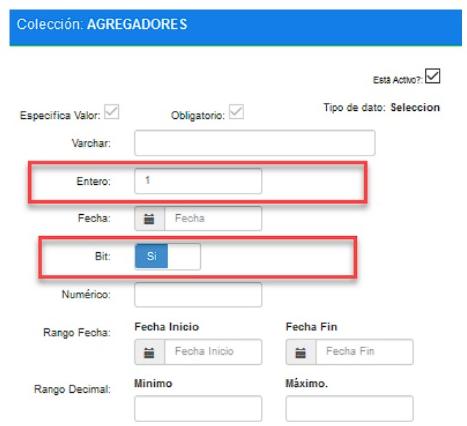 Colección: AGREGADORES
Está Activo?:
Especifica Valor: Obligatorio: Tipo de dato: Seleccion
Varchar:
Entero: 1
Fecha: Fecha
Bit: Si
Numérico:
Rango Fecha: Fecha Inicio Fecha Fin
Fecha Inicio Fecha Fin
Rango Decimal: Minimo Máximo.